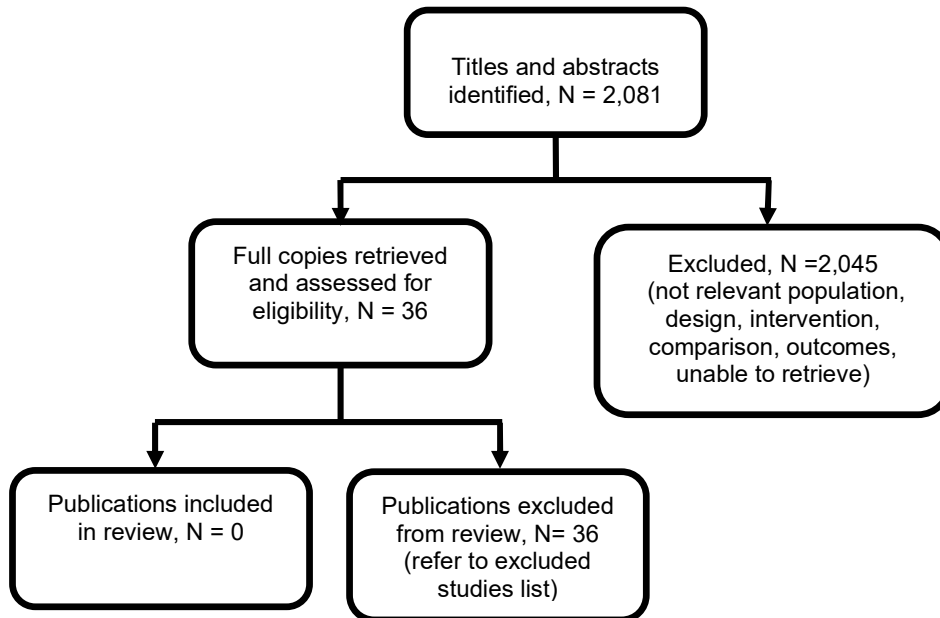 Titles and abstracts
identified, N = 2,081
Full copies retrieved
and assessed for
eligibility, N = 36
Excluded, N =2,045
(not relevant population,
design, intervention,
comparison, outcomes,
unable to retrieve)
Publications included
in review, N = 0
Publications excluded
from review, N= 36
(refer to excluded
studies list)